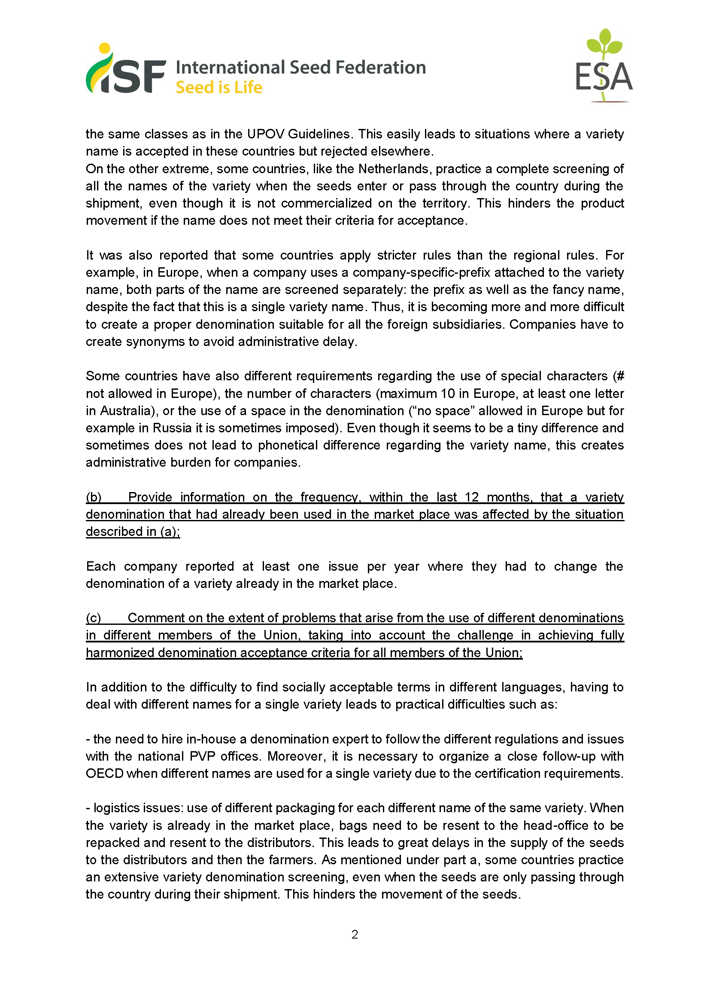 iSF International Seed Federation
Seed is Life
ESA
the same classes as in the UPOV Guidelines. This easily leads to situations where a variety
name is accepted in these countries but rejected elsewhere.
On the other extreme, some countries, like the Netherlands, practice a complete screening of
all the names of the variety when the seeds enter or pass through the country during the
shipment, even though it is not commercialized on the territory. This hinders the product
movement if the name does not meet their criteria for acceptance.
It was also reported that some countries apply stricter rules than the regional rules. For
example, in Europe, when a company uses a company-specific-prefix attached to the variety
name, both parts of the name are screened separately: the prefix as well as the fancy name,
despite the fact that this is a single variety name. Thus, it is becoming more and more difficult
to create a proper denomination suitable for all the foreign subsidiaries. Companies have to
create synonyms to avoid administrative delay.
Some countries have also different requirements regarding the use of special characters (#
not allowed in Europe), the number of characters (maximum 10 in Europe, at least one letter
in Australia), or the use of a space in the denomination (“no space” allowed in Europe but for
example in Russia it is sometimes imposed). Even though it seems to be a tiny difference and
sometimes does not lead to phonetical difference regarding the variety name, this creates
administrative burden for companies.
(b) Provide information on the frequency, within the last 12 months, that a variety
denomination that had already been used in the market place was affected by the situation
described in (a);
Each company reported at least one issue per year where they had to change the
denomination of a variety already in the market place.
(c) Comment on the extent of problems that arise from the use of different denominations
in different members of the Union, taking into account the challenge in achieving fully
harmonized denomination acceptance criteria for all members of the Union;
In addition to the difficulty to find socially acceptable terms in different languages, having to
deal with different names for a single variety leads to practical difficulties such as:
- the need to hire in-house a denomination expert to follow the different regulations and issues
with the national PVP offices. Moreover, it is necessary to organize a close follow-up with
OECD when different names are used for a single variety due to the certification requirements.
- logistics issues: use of different packaging for each different name of the same variety. When
the variety is already in the market place, bags need to be resent to the head-office to be
repacked and resent to the distributors. This leads to great delays in the supply of the seeds
to the distributors and then the farmers. As mentioned under part a, some countries practice
an extensive variety denomination screening, even when the seeds are only passing through
the country during their shipment. This hinders the movement of the seeds.
2